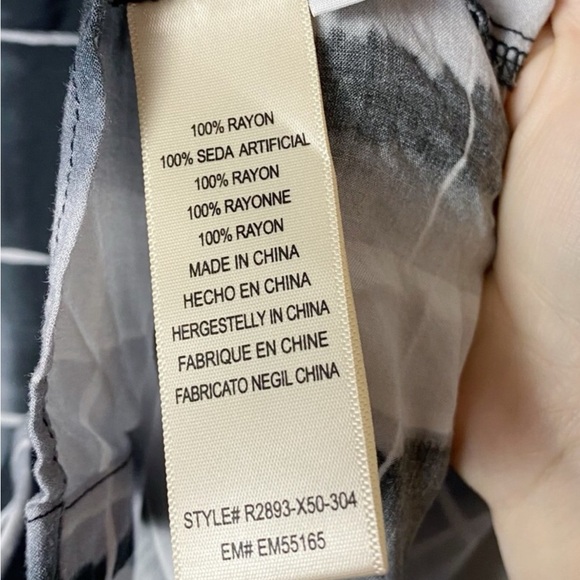 100% RAYON
100% SEDA ARTIFICIAL
100% RAYON
100% RAYONNE
100% RAYON
MADE IN CHINA
HECHO EN CHINA
HERGESTELLY IN CHINA
FABRIQUE EN CHINE
FABRICATO NEGIL CHINA
STYLE# R2893-X50-304
EM# EM55165